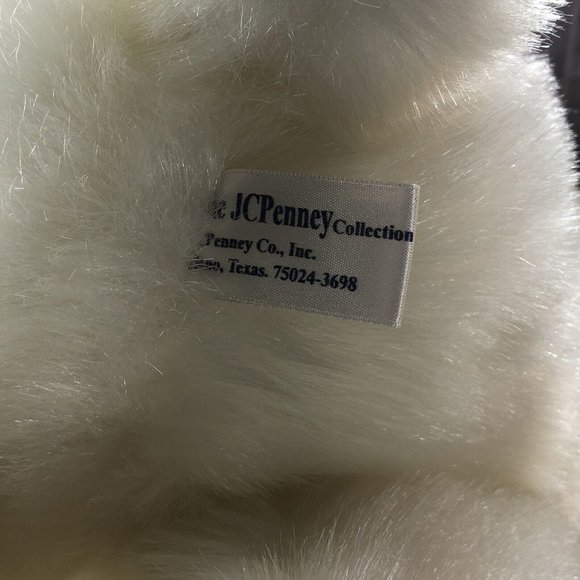 JCPenney Collection
Penney Co., Inc.
Texas. 75024-3698